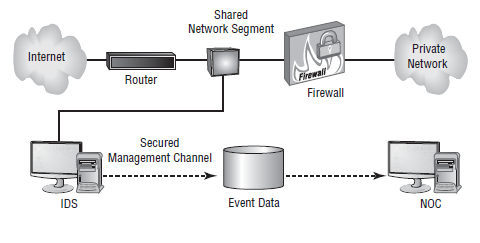 Shared
Network Segment
Internet
Router
Firewall
Firewall
Private
Network
Secured
Management Channel
IDS
Event Data
NOC